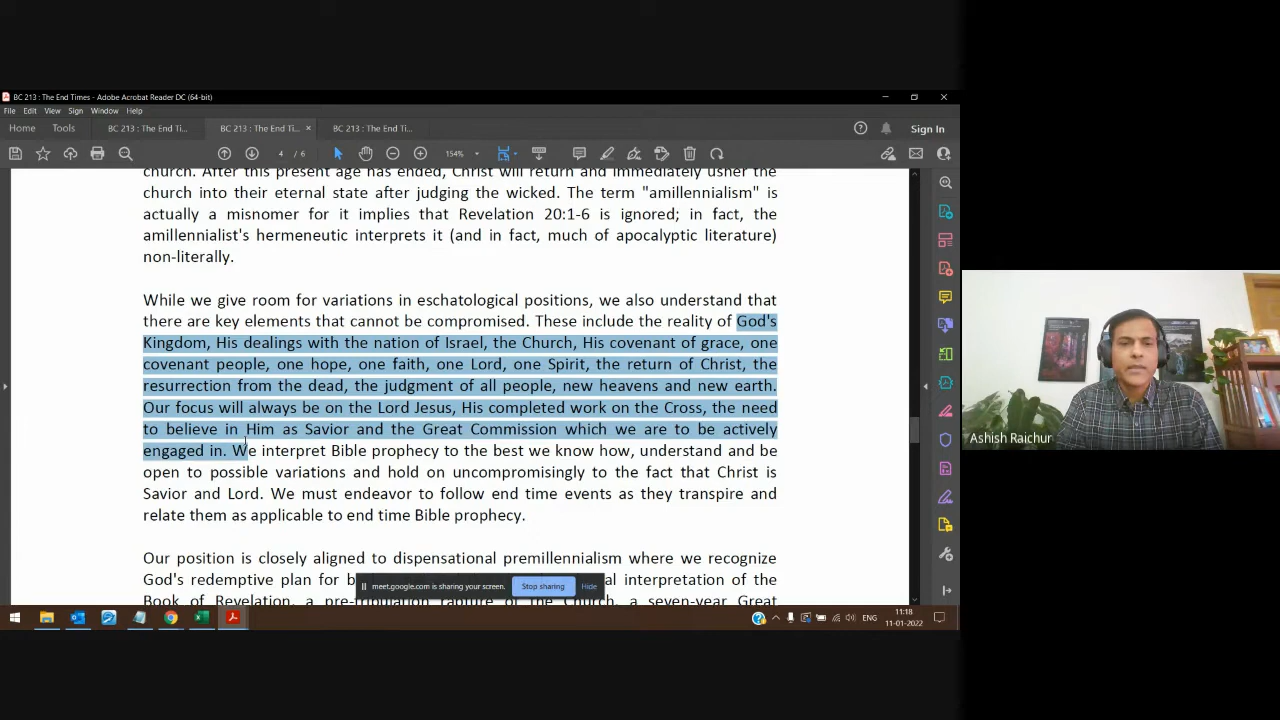 BC 213 : The End Times - Adobe Acrobat Reader DC (64-bit)
File Edit View Sign Window Help
Home Tools BC 213 : The End Ti... BC 213 : The End Ti... × BC 213 : The End Ti... Sign In
4 / 6 154%
church. After this present age has ended, Christ will return and immediately usher the
church into their eternal state after judging the wicked. The term "amillennialism" is
actually a misnomer for it implies that Revelation 20:1-6 is ignored; in fact, the
amillennialist's hermeneutic interprets it (and in fact, much of apocalyptic literature)
non-literally.
While we give room for variations in eschatological positions, we also understand that
there are key elements that cannot be compromised. These include the reality of God's
Kingdom, His dealings with the nation of Israel, the Church, His covenant of grace, one
covenant people, one hope, one faith, one Lord, one Spirit, the return of Christ, the
resurrection from the dead, the judgment of all people, new heavens and new earth.
Our focus will always be on the Lord Jesus, His completed work on the Cross, the need
to believe in Him as Savior and the Great Commission which we are to be actively
engaged in. We interpret Bible prophecy to the best we know how, understand and be
open to possible variations and hold on uncompromisingly to the fact that Christ is
Savior and Lord. We must endeavor to follow end time events as they transpire and
relate them as applicable to end time Bible prophecy.
Our position is closely aligned to dispensational premillennialism where we recognize
God's redemptive plan for b interpretation of the
Book of Revelation, a pre-tribulation rapture of the Church, a seven-year Great
meet.google.com is sharing your screen. Stop sharing Hide
ENG 11:18
11-01-2022
Ashish Raichur